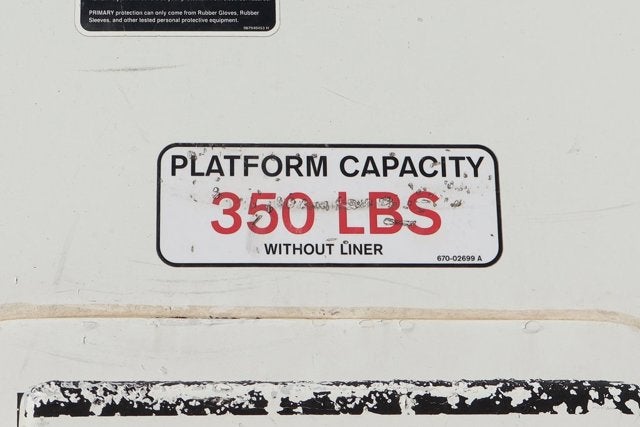 PRIMARY protection can only come from Rubber Gloves, Rubber
Sleeves, and other tested personal protective equipment.
PLATFORM CAPACITY
350 LBS
WITHOUT LINER
670-02699 A